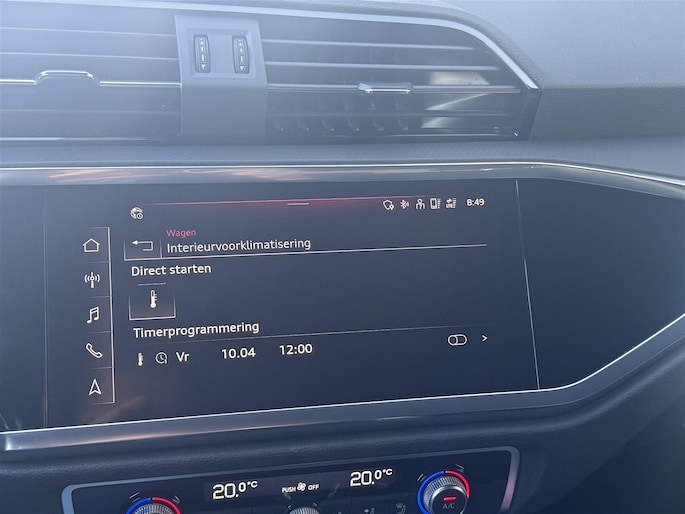 8:49
Wagen
Interieurvoorklimatisering
Direct starten
Timerprogrammering
Vr 10.04 12:00
20.0°C PUSH OFF 20.0°C
A/C